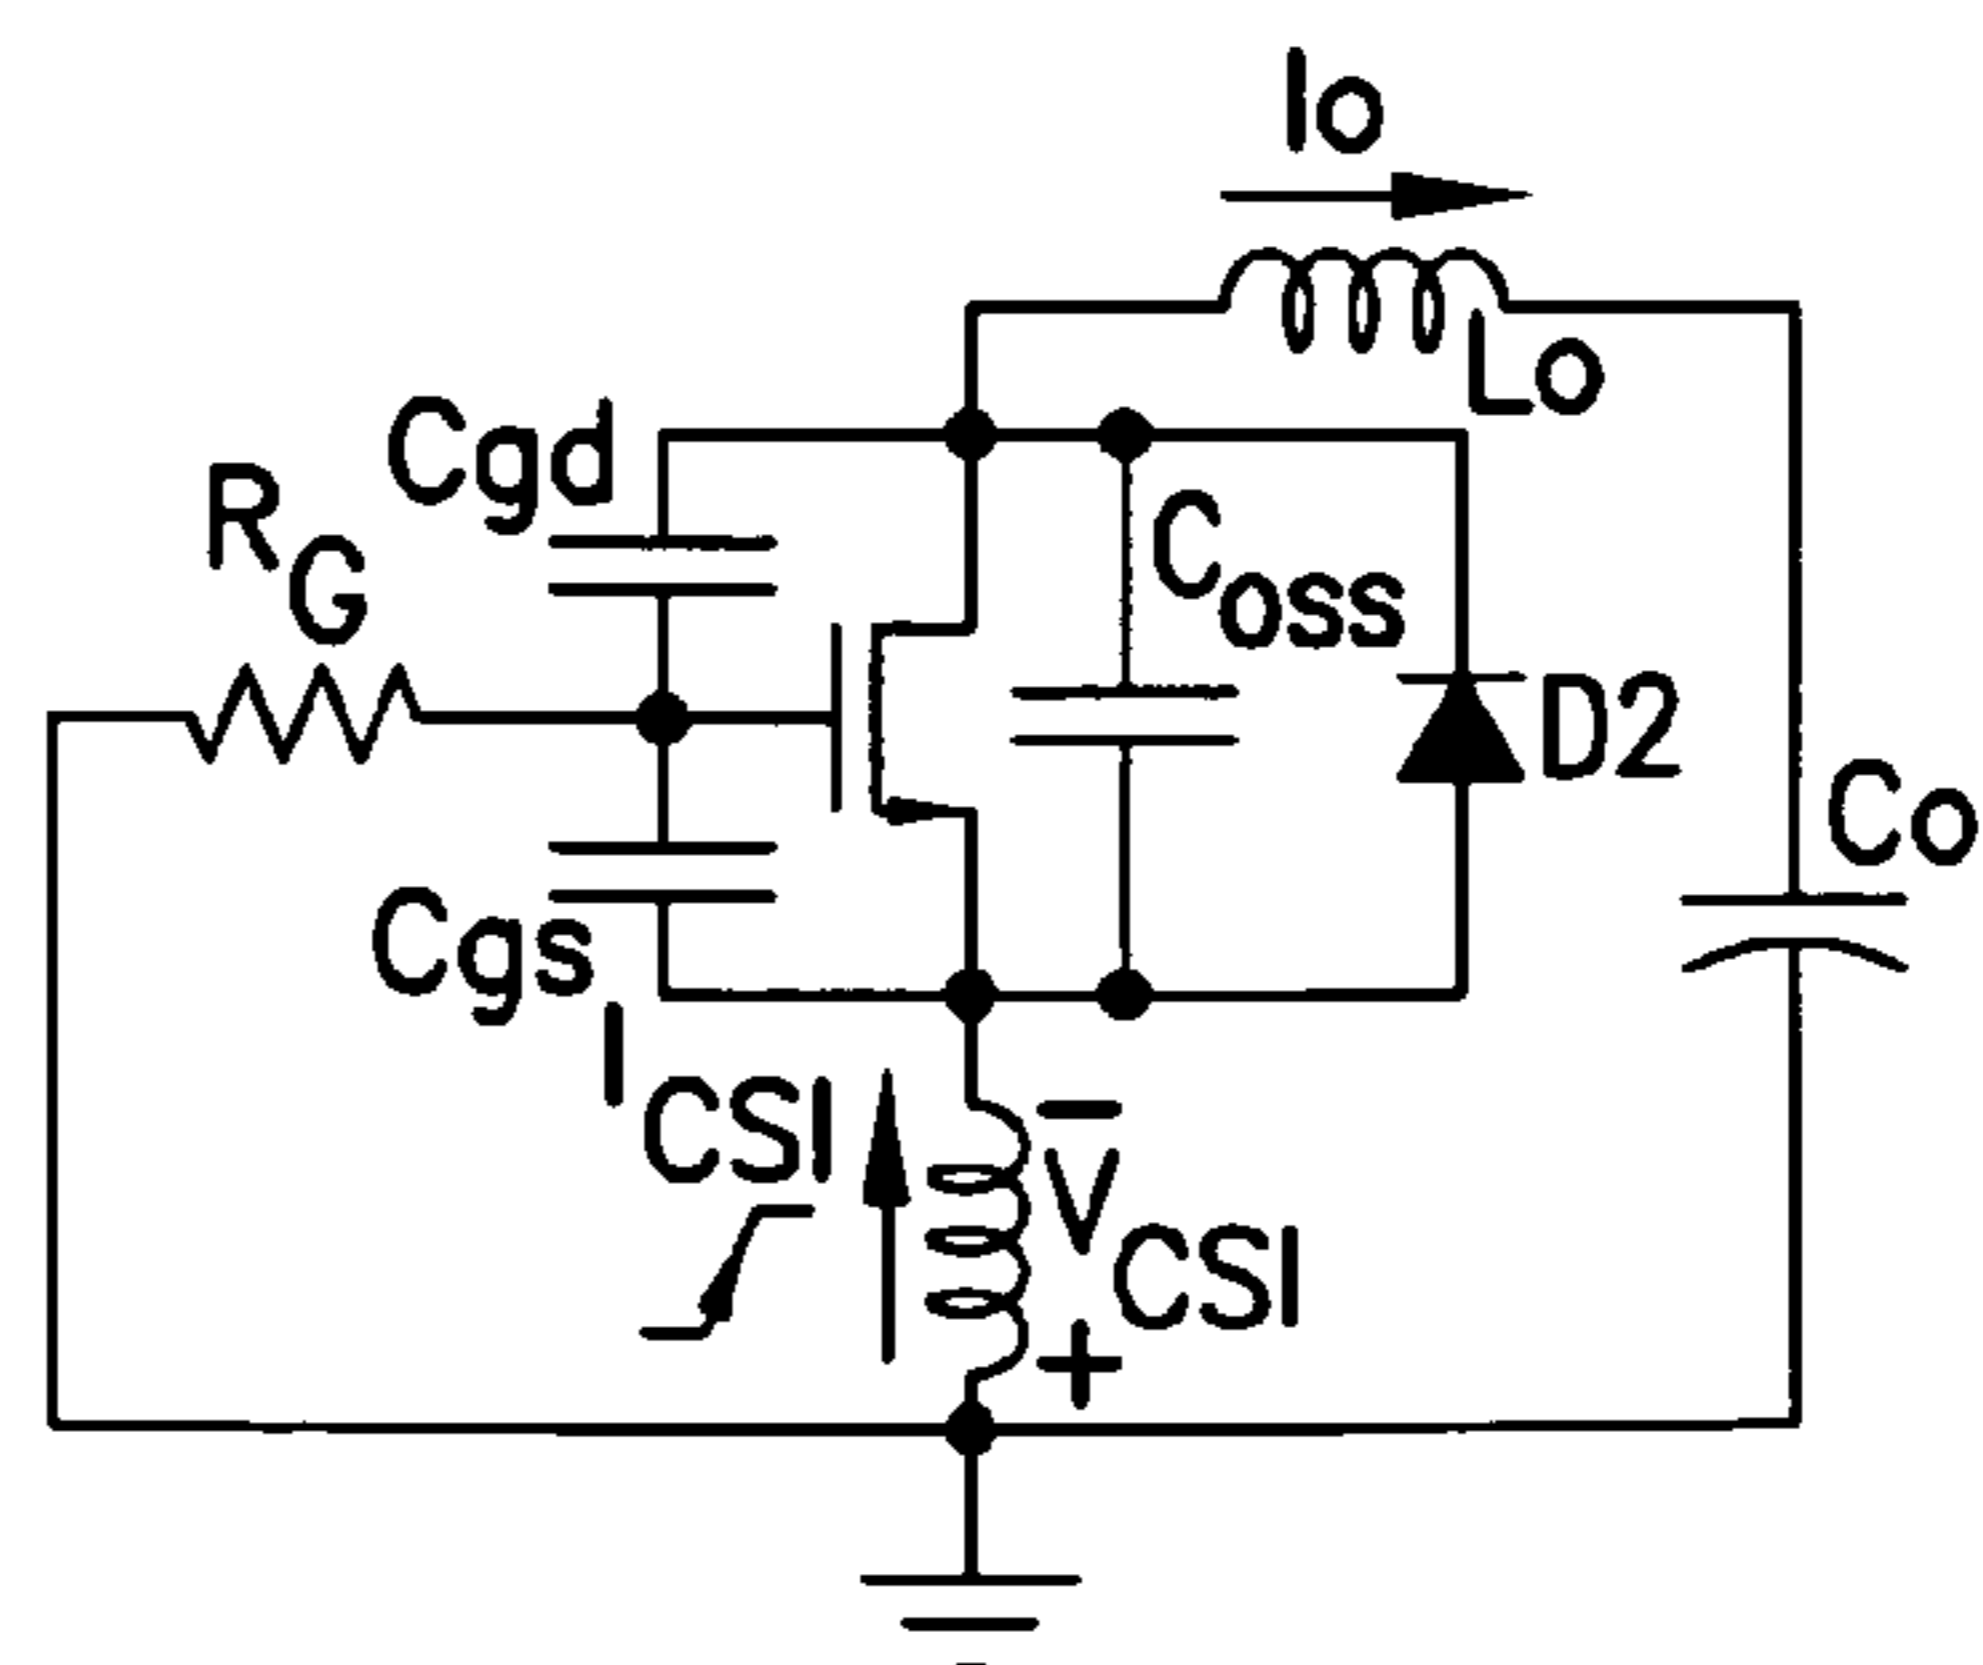 Io
Lo
Cgd
RG
Coss
D2
Co
Cgs
ICSI
−
VCSI
+